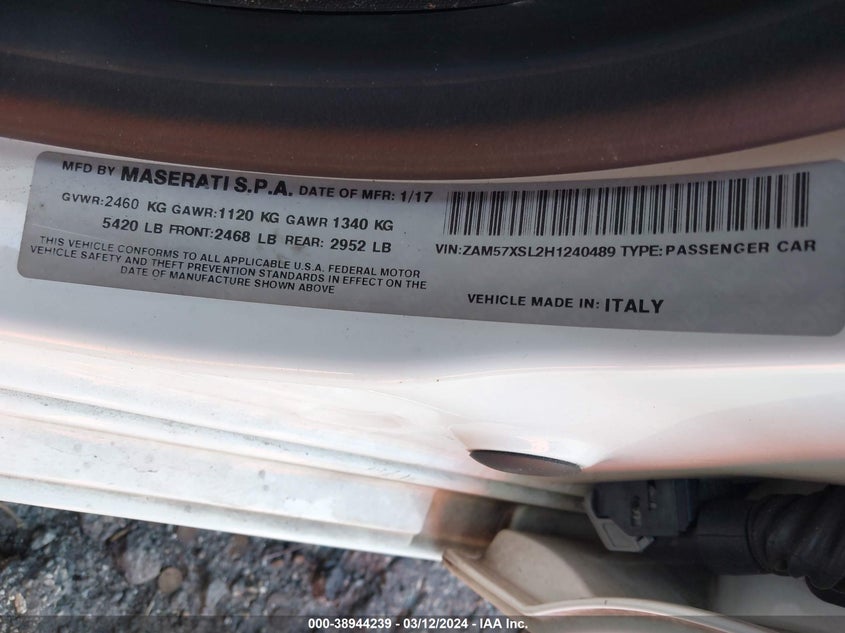 MFD BY MASERATI S.P.A. DATE OF MFR: 1/17
GVWR:2460 KG GAWR:1120 KG GAWR 1340 KG
5420 LB FRONT:2468 LB REAR: 2952 LB
THIS VEHICLE CONFORMS TO ALL APPLICABLE U.S.A. FEDERAL MOTOR
VEHICLE SAFETY AND THEFT PREVENTION STANDARDS IN EFFECT ON THE
DATE OF MANUFACTURE SHOWN ABOVE
VIN:ZAM57XSL2H1240489 TYPE:PASSENGER CAR
VEHICLE MADE IN: ITALY
000-38944239 - 03/12/2024 - IAA Inc.